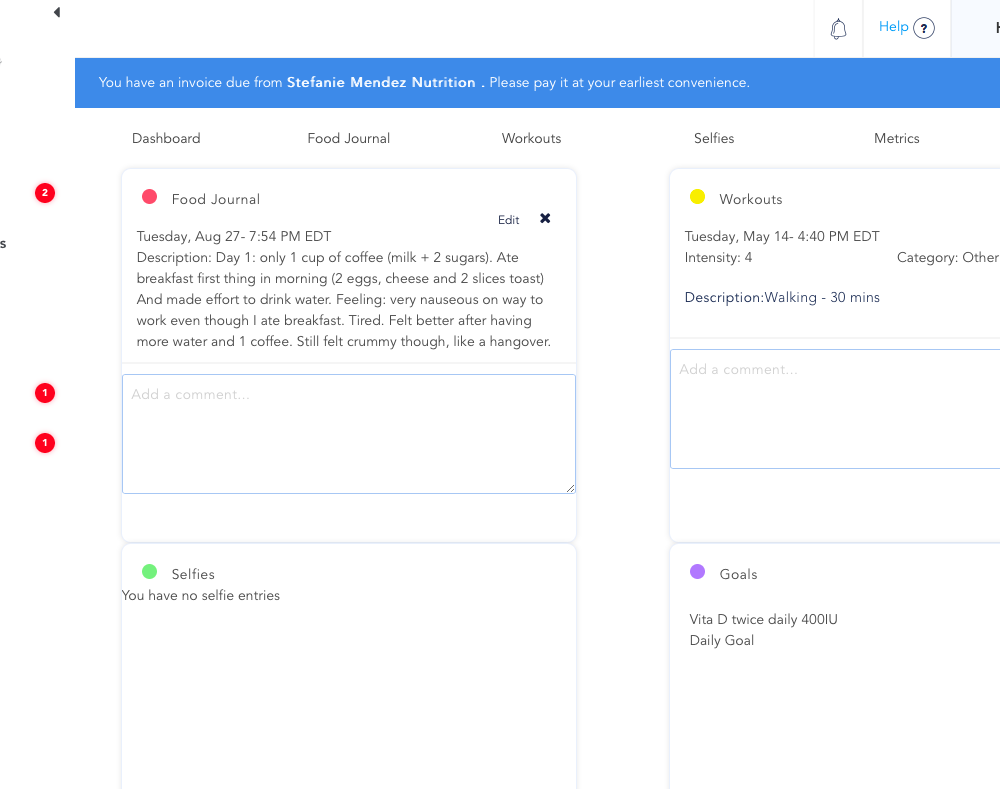 Help ?
You have an invoice due from Stefanie Mendez Nutrition . Please pay it at your earliest convenience.
Dashboard Food Journal Workouts Selfies Metrics
2
Food Journal
Edit ✖
Tuesday, Aug 27- 7:54 PM EDT
Description: Day 1: only 1 cup of coffee (milk + 2 sugars). Ate
breakfast first thing in morning (2 eggs, cheese and 2 slices toast)
And made effort to drink water. Feeling: very nauseous on way to
work even though I ate breakfast. Tired. Felt better after having
more water and 1 coffee. Still felt crummy though, like a hangover.
1
Add a comment...
1
Workouts
Tuesday, May 14- 4:40 PM EDT
Intensity: 4 Category: Other
Description:Walking - 30 mins
Add a comment...
s
Selfies
You have no selfie entries
Goals
Vita D twice daily 400IU
Daily Goal